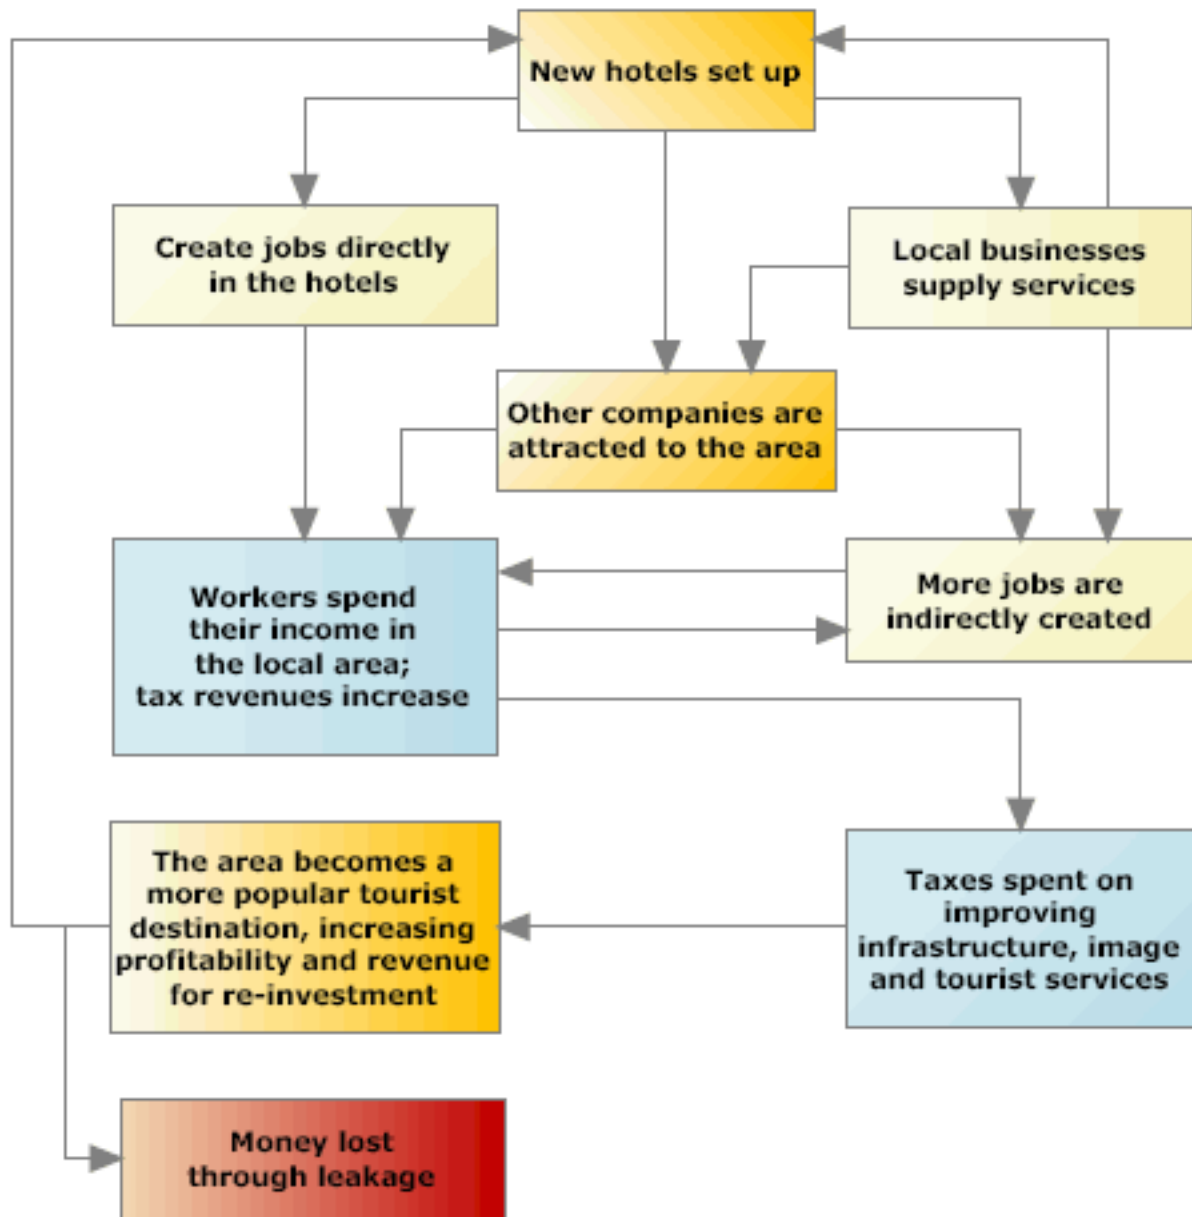 New hotels set up
Create jobs directly
in the hotels
Local businesses
supply services
Other companies are
attracted to the area
Workers spend
their income in
the local area;
tax revenues increase
More jobs are
indirectly created
The area becomes a
more popular tourist
destination, increasing
profitability and revenue
for re-investment
Taxes spent on
improving
infrastructure, image
and tourist services
Money lost
through leakage